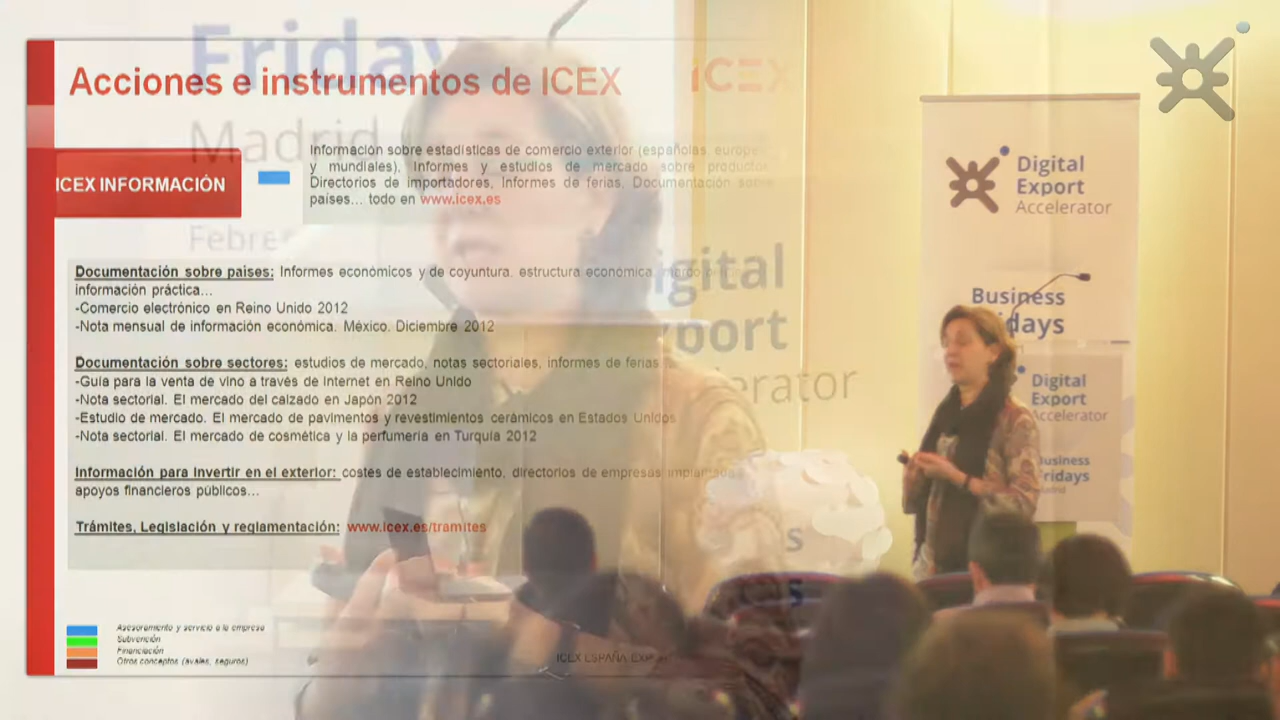 Acciones e instrumentos de ICEX
ICEX
Friday
Madrid
ICEX INFORMACIÓN
Información sobre estadísticas de comercio exterior (españolas, europeas
y mundiales), Informes y estudios de mercado sobre productos,
Directorios de importadores, Informes de ferias, Documentación sobre
países... todo en www.icex.es
Documentación sobre países: Informes económicos y de coyuntura, estructura económica,
información práctica...
-Comercio electrónico en Reino Unido 2012
-Nota mensual de información económica. México. Diciembre 2012
Documentación sobre sectores: estudios de mercado, notas sectoriales, informes de ferias
-Guía para la venta de vino a través de Internet en Reino Unido
-Nota sectorial. El mercado del calzado en Japón 2012
-Estudio de mercado. El mercado de pavimentos y revestimientos cerámicos en Estados Unidos
-Nota sectorial. El mercado de cosmética y la perfumería en Turquía 2012
Información para Invertir en el exterior: costes de establecimiento, directorios de empresas implantadas
apoyos financieros públicos...
Trámites, Legislación y reglamentación: www.icex.es/tramites
Asesoramiento y servicio a la empresa
Subvención
Financiación
Otros conceptos (avales, seguros)
ICEX ESPAÑA
Digital
Export
Accelerator
Business
Fridays
Digital
Export
Accelerator
Business
Fridays
Madrid